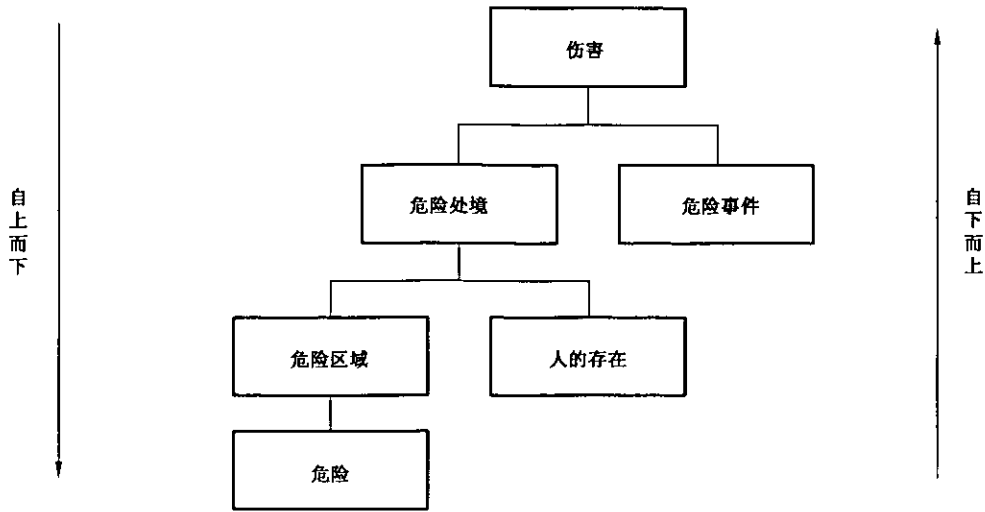 伤害
危险处境
危险事件
自上而下
自下而上
危险区域
人的存在
危险